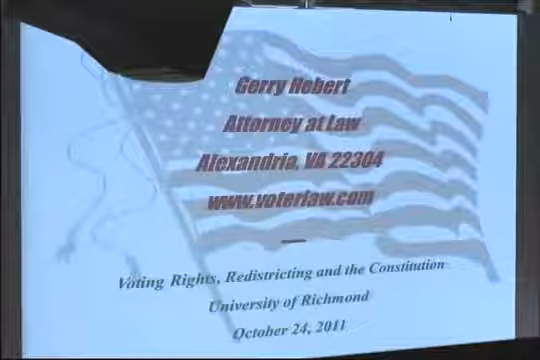 Gerry Hebert
Attorney at Law
Alexandria, VA 22304
www.voterlaw.com
Voting Rights, Redistricting and the Constitution
University of Richmond
October 24, 2011